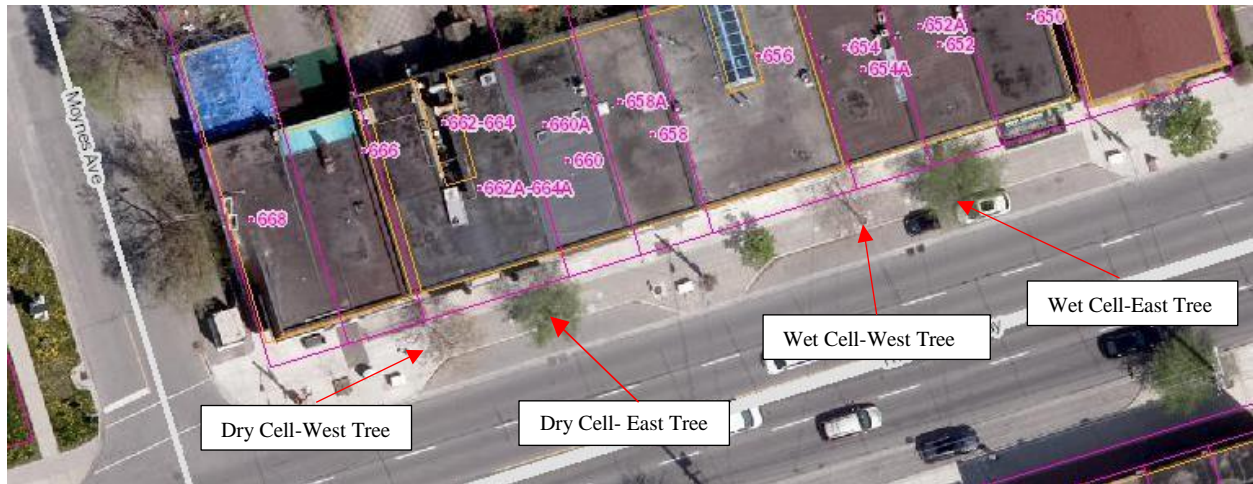 650
652A
652
654
654A
656
658A
658
662-664
660A
660
666
662A-664A
668
Moynes Ave
Wet Cell-East Tree
Wet Cell-West Tree
Dry Cell- East Tree
Dry Cell-West Tree